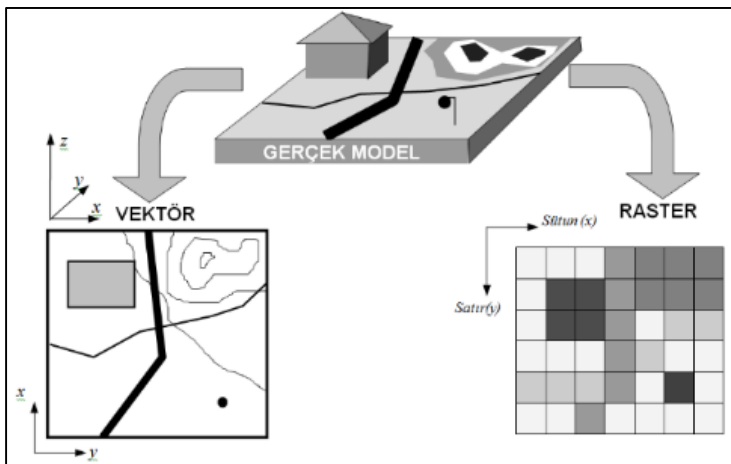 GERÇEK MODEL
z
y
x
VEKTÖR
RASTER
Sütun (x)
Satır(y)
x
y